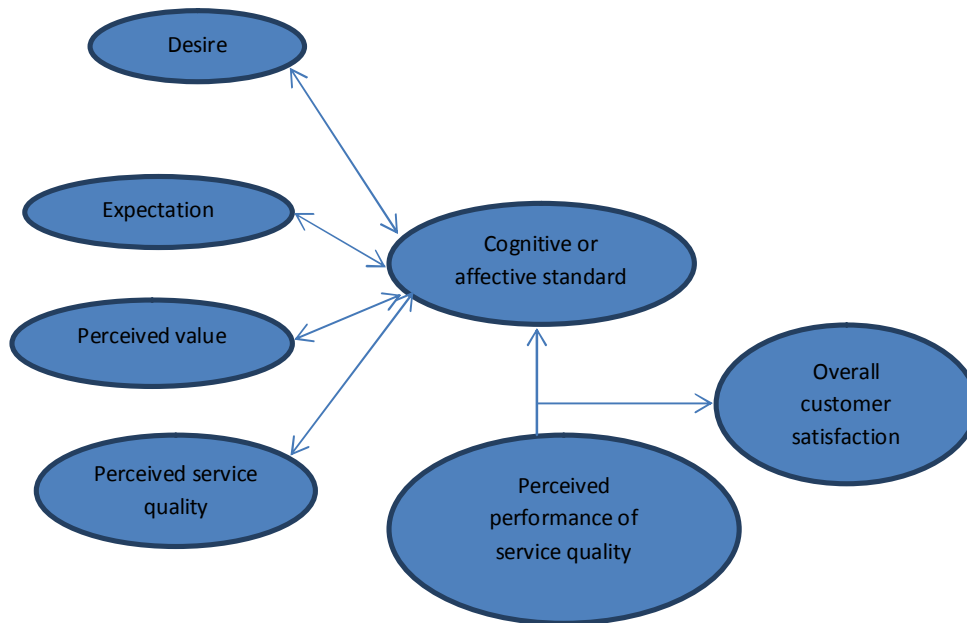 Desire
Expectation
Cognitive or
affective standard
Perceived value
Overall
customer
satisfaction
Perceived service
quality
Perceived
performance of
service quality